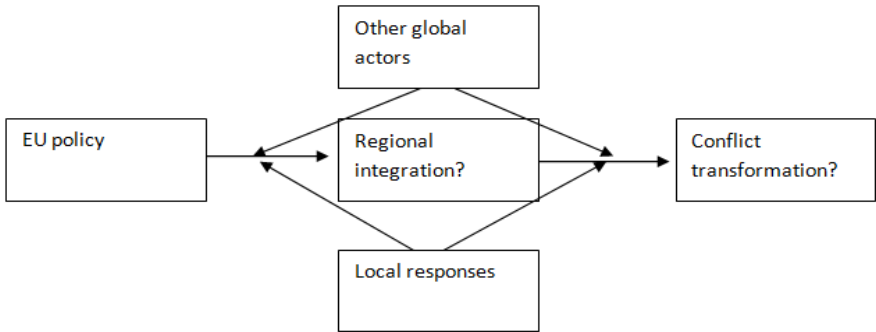 Other global
actors
EU policy
Regional
integration?
Conflict
transformation?
Local responses